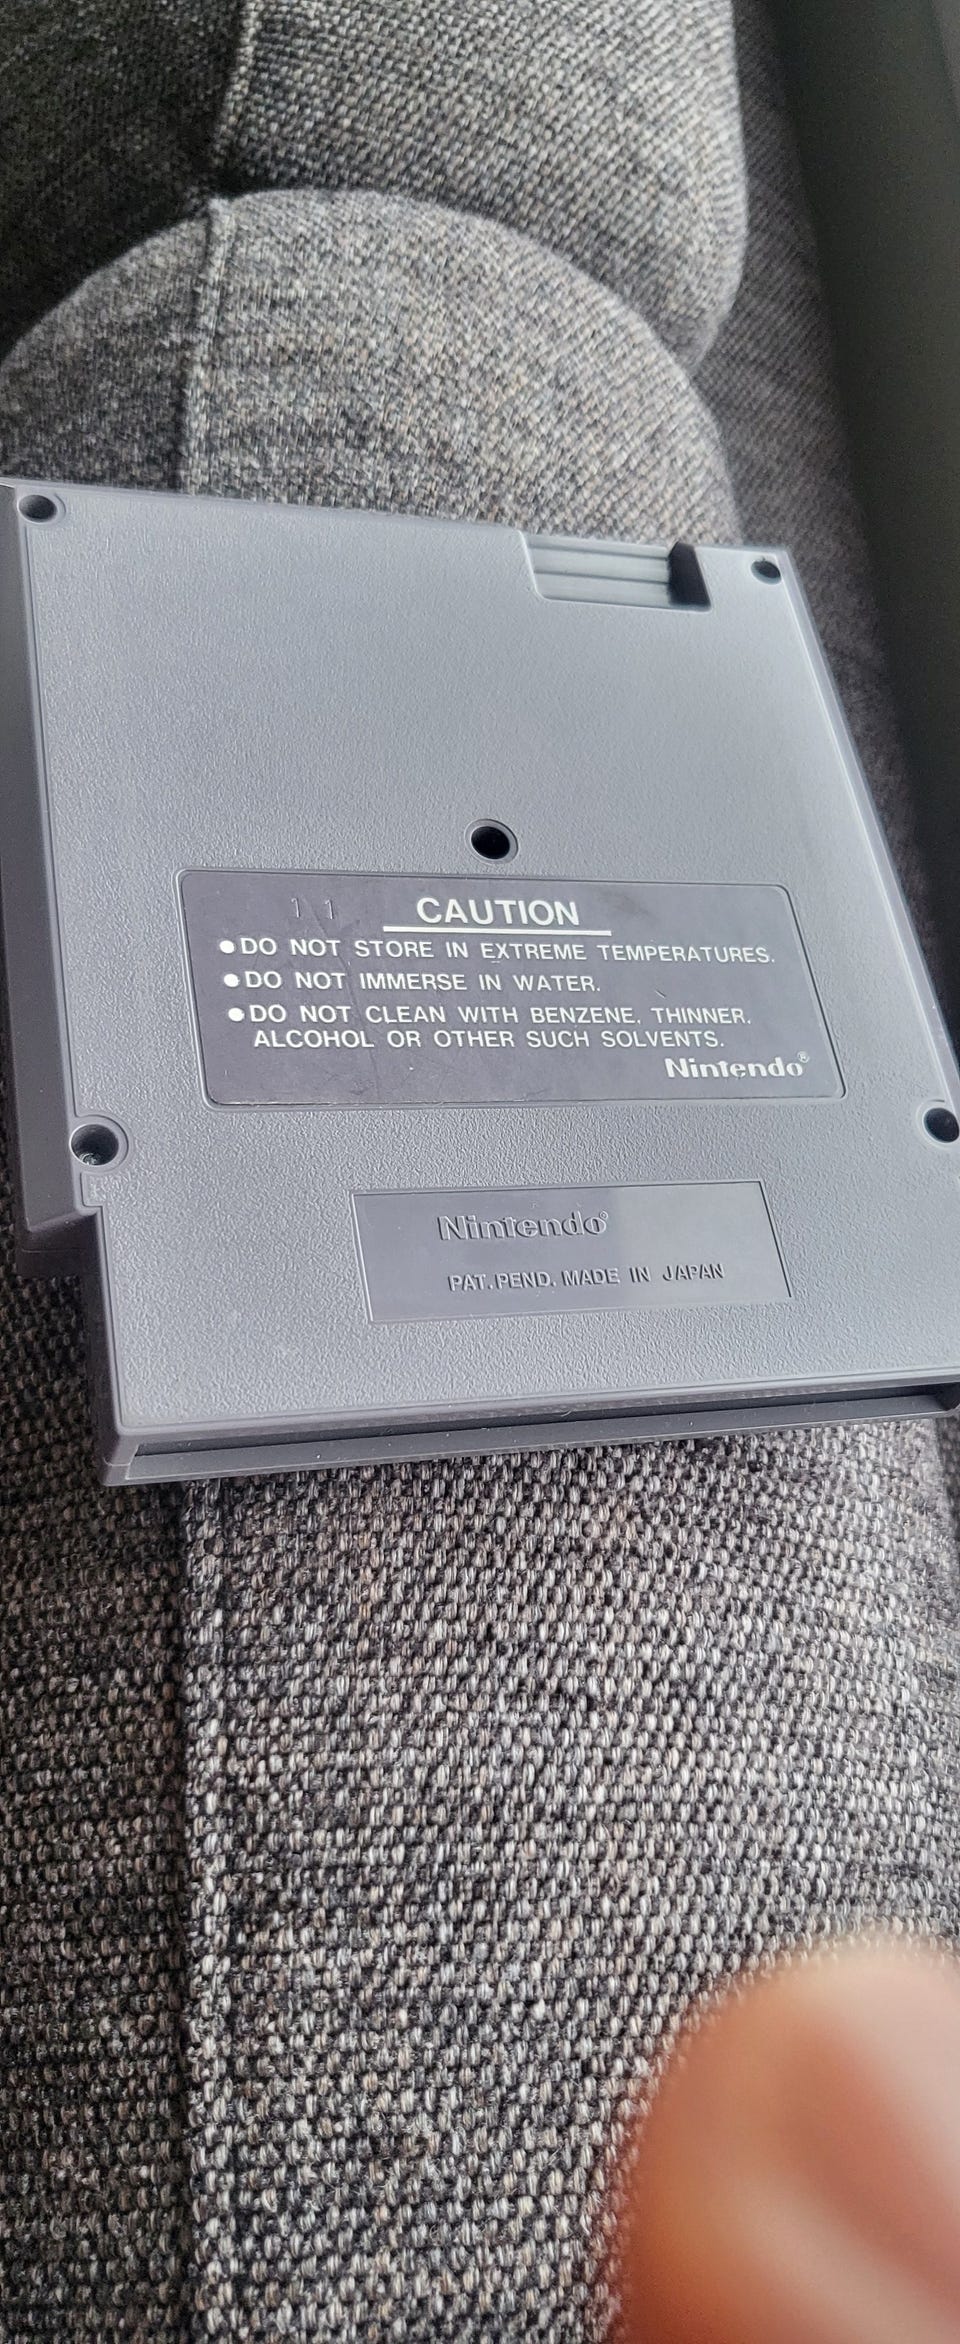 11
CAUTION
●DO NOT STORE IN EXTREME TEMPERATURES.
●DO NOT IMMERSE IN WATER.
●DO NOT CLEAN WITH BENZENE, THINNER,
ALCOHOL OR OTHER SUCH SOLVENTS.
Nintendo®
Nintendo®
PAT. PEND. MADE IN JAPAN